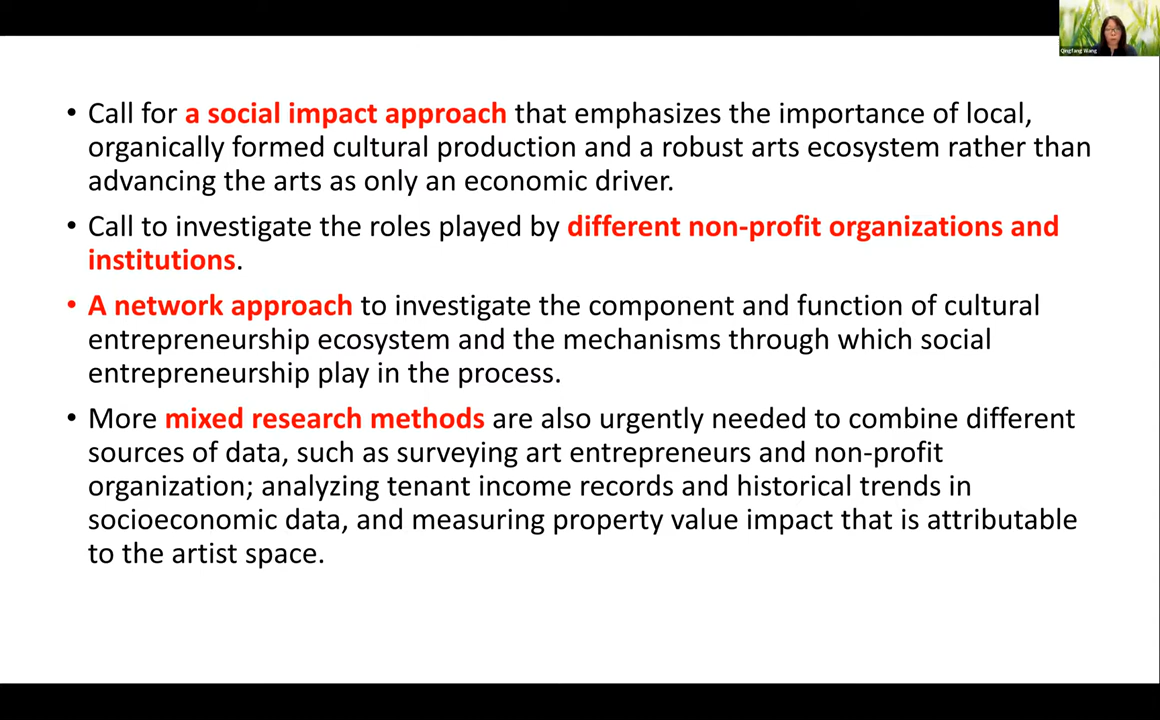 Qingfang Wang
• Call for a social impact approach that emphasizes the importance of local,
organically formed cultural production and a robust arts ecosystem rather than
advancing the arts as only an economic driver.
• Call to investigate the roles played by different non-profit organizations and
institutions.
• A network approach to investigate the component and function of cultural
entrepreneurship ecosystem and the mechanisms through which social
entrepreneurship play in the process.
• More mixed research methods are also urgently needed to combine different
sources of data, such as surveying art entrepreneurs and non-profit
organization; analyzing tenant income records and historical trends in
socioeconomic data, and measuring property value impact that is attributable
to the artist space.